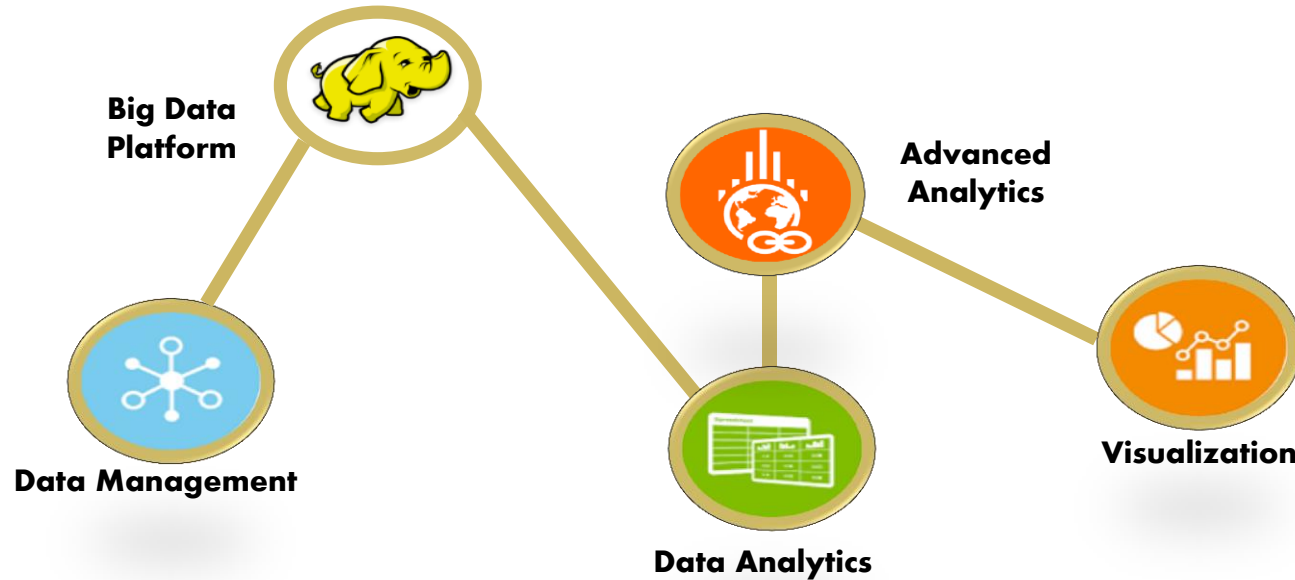 Big Data
Platform
Advanced
Analytics
Data Management
Visualization
Data Analytics